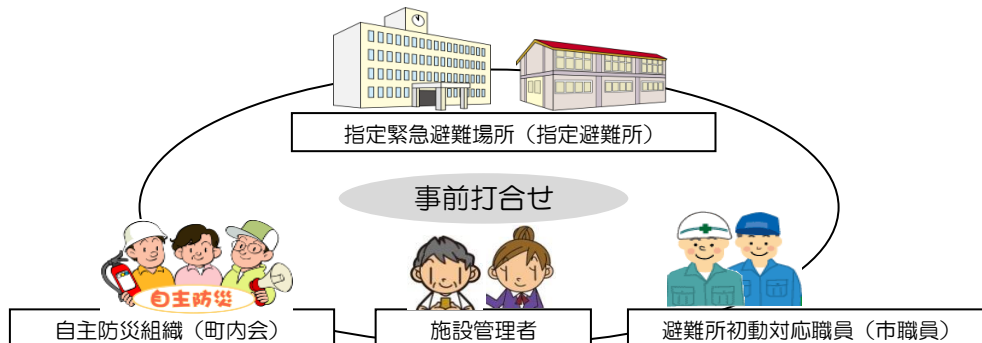 指定緊急避難場所（指定避難所）
事前打合せ
自主防災
自主防災組織（町内会）
施設管理者
避難所初動対応職員（市職員）